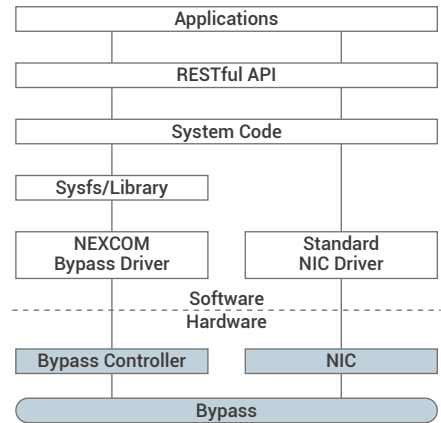 Applications
RESTful API
System Code
Sysfs/Library
NEXCOM
Bypass Driver
Standard
NIC Driver
Software
Hardware
Bypass Controller
NIC
Bypass